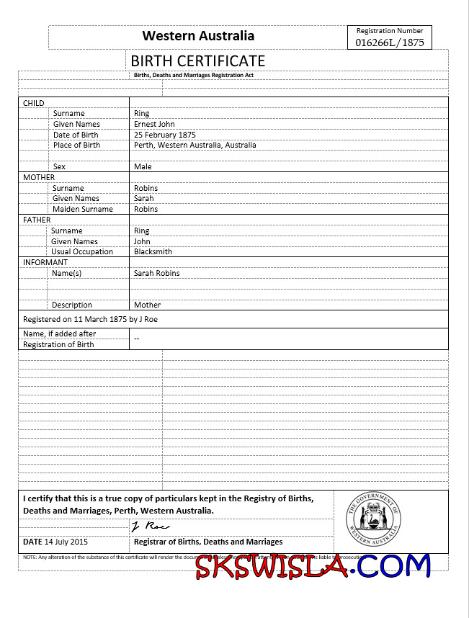 Western Australia
Registration Number
016266L/1875
BIRTH CERTIFICATE
Births, Deaths and Marriages Registration Act
CHILD
Surname Ring
Given Names Ernest John
Date of Birth 25 February 1875
Place of Birth Perth, Western Australia, Australia
Sex Male
MOTHER
Surname Robins
Given Names Sarah
Maiden Surname Robins
FATHER
Surname Ring
Given Names John
Usual Occupation Blacksmith
INFORMANT
Name(s) Sarah Robins
Description Mother
Registered on 11 March 1875 by J Roe
Name, if added after
Registration of Birth --
I certify that this is a true copy of particulars kept in the Registry of Births,
Deaths and Marriages, Perth, Western Australia.
J Roe
DATE 14 July 2015 Registrar of Births, Deaths and Marriages
THE GOVERNMENT OF
WESTERN AUSTRALIA
NOTE: Any alteration of the substance of this certificate will render the
SKSWISLA.COM